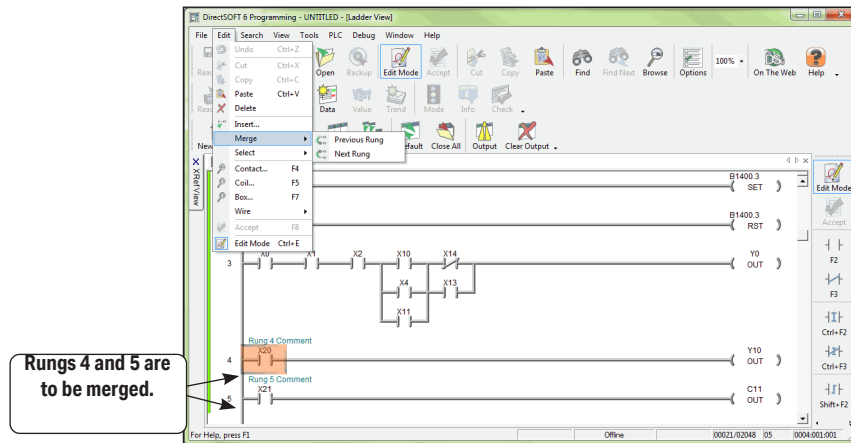 DirectSOFT 6 Programming - UNTITLED - [Ladder View]
File Edit Search View Tools PLC Debug Window Help
Undo Ctrl+Z
Cut Ctrl+X
Copy Ctrl+C
Paste Ctrl+V
Delete
Insert...
Merge
Select
Contact... F4
Coil... F5
Box... F7
Wire
Accept F8
Edit Mode Ctrl+E
Previous Rung
Next Rung
Open Backup Edit Mode Accept Cut Copy Paste Find Find Next Browse Options 100% On The Web Help
Data Value Trend Mode Info Check
Close All Output Clear Output
XRefView
B1400.3
SET
B1400.3
RST
X0 X1 X2 X10 X14 Y0
3 OUT
X4 X13
X11
Rung 4 Comment
X20 Y10
4 OUT
Rung 5 Comment
X21 C11
5 OUT
Edit Mode
Accept
F2
F3
Ctrl+F2
Ctrl+F3
Shift+F2
Rungs 4 and 5 are
to be merged.
For Help, press F1 Offline 00021/02048 05 0004:001:001